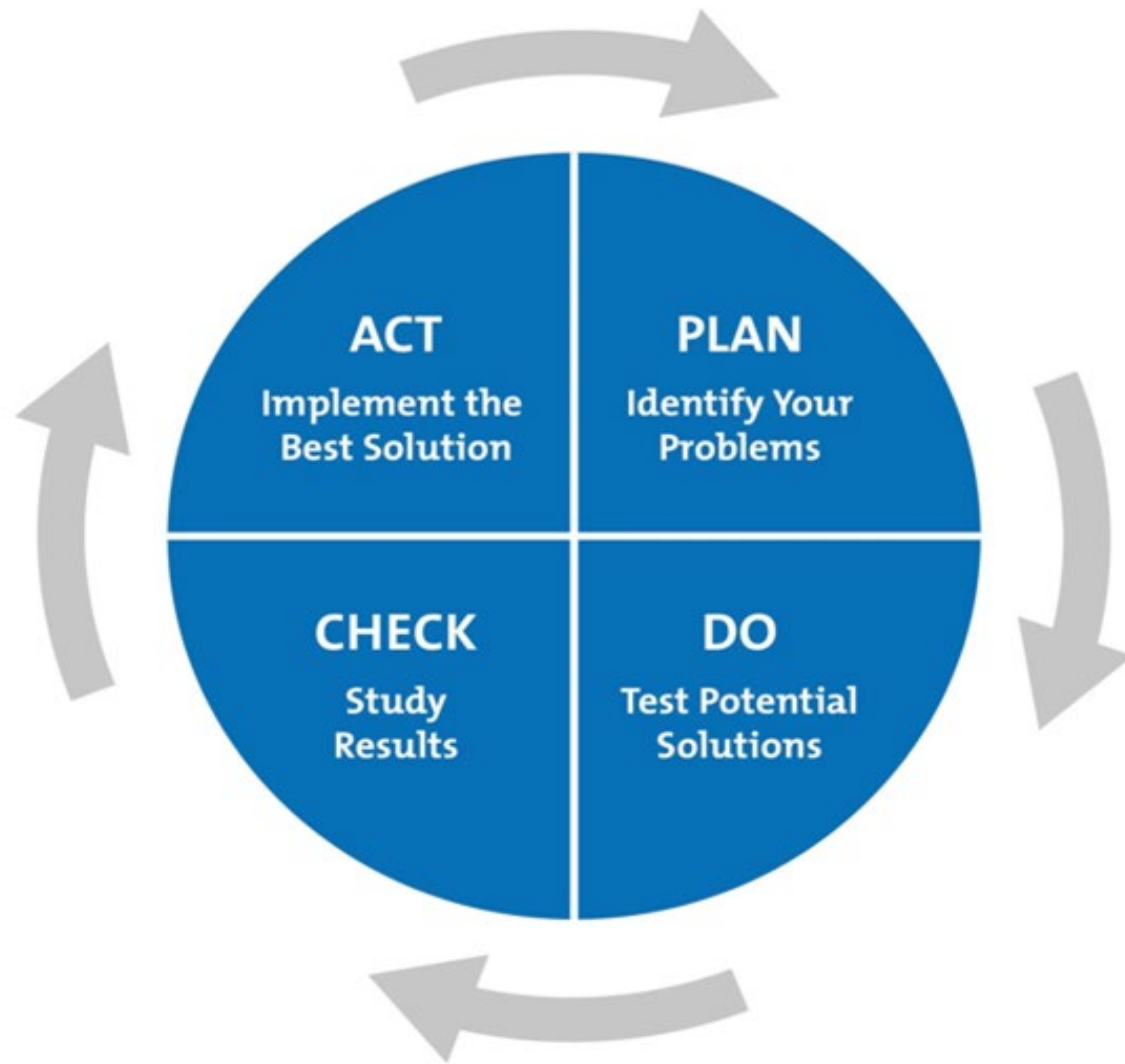 ACT
Implement the
Best Solution
PLAN
Identify Your
Problems
CHECK
Study
Results
DO
Test Potential
Solutions